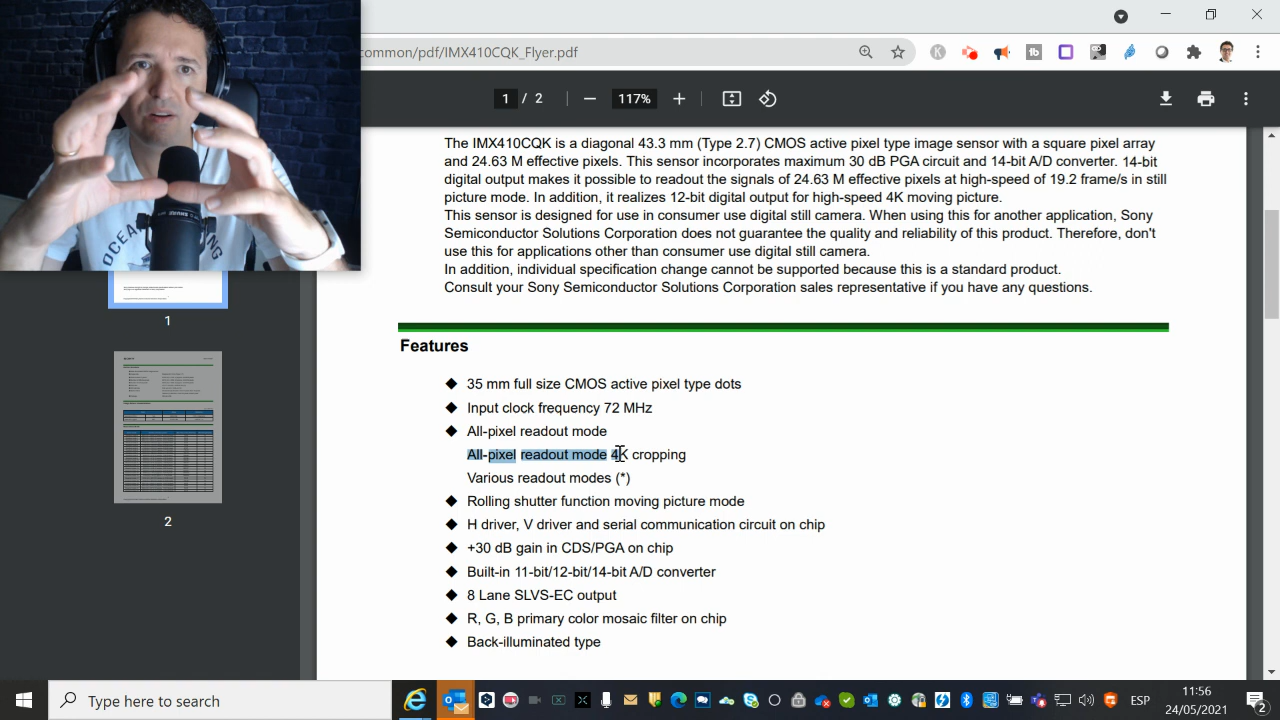 common/pdf/IMX410CQK_Flyer.pdf
1 / 2
117%
The IMX410CQK is a diagonal 43.3 mm (Type 2.7) CMOS active pixel type image sensor with a square pixel array
and 24.63 M effective pixels. This sensor incorporates maximum 30 dB PGA circuit and 14-bit A/D converter. 14-bit
digital output makes it possible to readout the signals of 24.63 M effective pixels at high-speed of 19.2 frame/s in still
picture mode. In addition, it realizes 12-bit digital output for high-speed 4K moving picture.
This sensor is designed for use in consumer use digital still camera. When using this for another application, Sony
Semiconductor Solutions Corporation does not guarantee the quality and reliability of this product. Therefore, don't
use this for applications other than consumer use digital still camera.
In addition, individual specification change cannot be supported because this is a standard product.
Consult your Sony Semiconductor Solutions Corporation sales representative if you have any questions.
Features
35 mm full size CMOS active pixel type dots
Input clock frequency 72 MHz
All-pixel readout mode
All-pixel readout mode 4K cropping
Various readout modes (*)
Rolling shutter function moving picture mode
H driver, V driver and serial communication circuit on chip
+30 dB gain in CDS/PGA on chip
Built-in 11-bit/12-bit/14-bit A/D converter
8 Lane SLVS-EC output
R, G, B primary color mosaic filter on chip
Back-illuminated type
1
2
Type here to search
ESP
11:56
24/05/2021
2